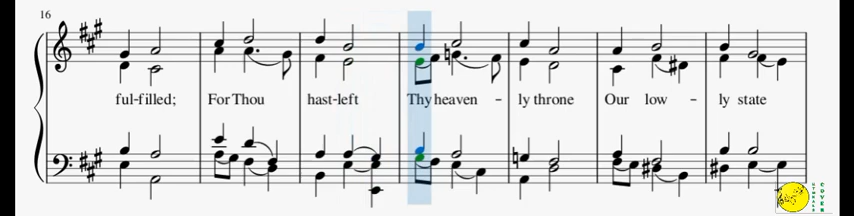 16
ful-filled; For Thou hast-left Thy heaven - ly throne Our low - ly state